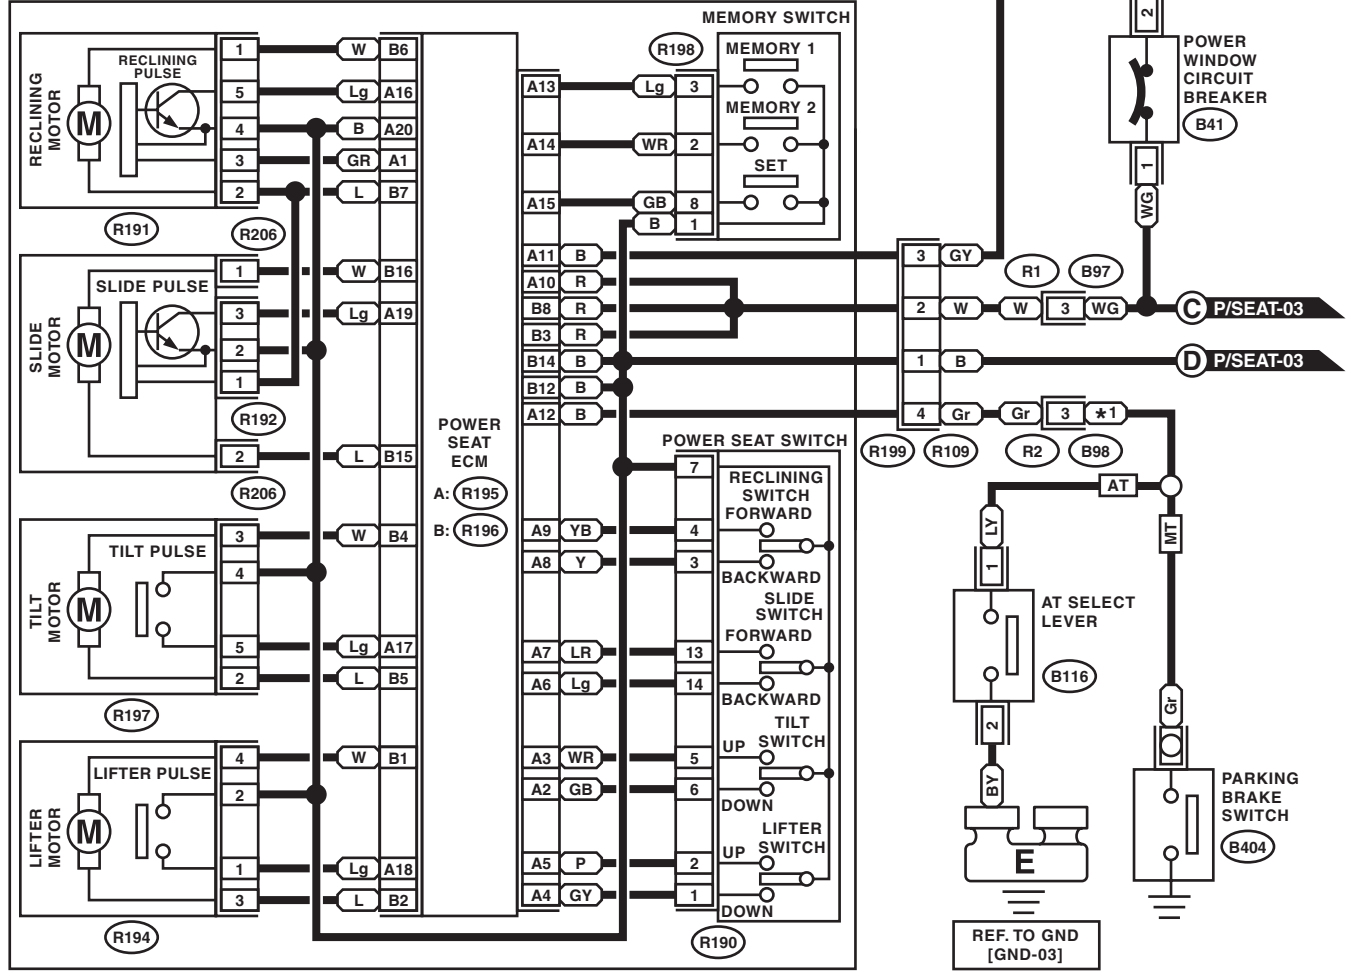 MEMORY SWITCH
RECLINING MOTOR
RECLINING PULSE
M
1 W B6
5 Lg A16
4 B A20
3 GR A1
2 L B7
R191
R206
SLIDE MOTOR
SLIDE PULSE
M
1 W B16
3 Lg A19
2
1
R192
2 L B15
R206
TILT MOTOR
TILT PULSE
M
3 W B4
4
5 Lg A17
2 L B5
R197
LIFTER MOTOR
LIFTER PULSE
M
4 W B1
2
1 Lg A18
3 L B2
R194
POWER
SEAT
ECM
A: R195
B: R196
R198
MEMORY 1
MEMORY 2
SET
A13 Lg 3
A14 WR 2
A15 GB 8
B 1
A11 B 3 GY
A10 R
B8 R 2 W W 3 WG
B3 R
B14 B 1 B
B12 B
A12 B 4 Gr Gr 3 *1
R1 B97
R199 R109 R2 B98
POWER SEAT SWITCH
7
RECLINING
SWITCH
FORWARD
A9 YB 4
A8 Y 3
BACKWARD
SLIDE
SWITCH
FORWARD
A7 LR 13
A6 Lg 14
BACKWARD
TILT
SWITCH
UP
A3 WR 5
A2 GB 6
DOWN
LIFTER
SWITCH
UP
A5 P 2
A4 GY 1
DOWN
R190
2
POWER
WINDOW
CIRCUIT
BREAKER
B41
1
WG
C P/SEAT-03
D P/SEAT-03
AT
MT
LY
1
AT SELECT
LEVER
B116
2
BY
E
REF. TO GND
[GND-03]
Gr
PARKING
BRAKE
SWITCH
B404